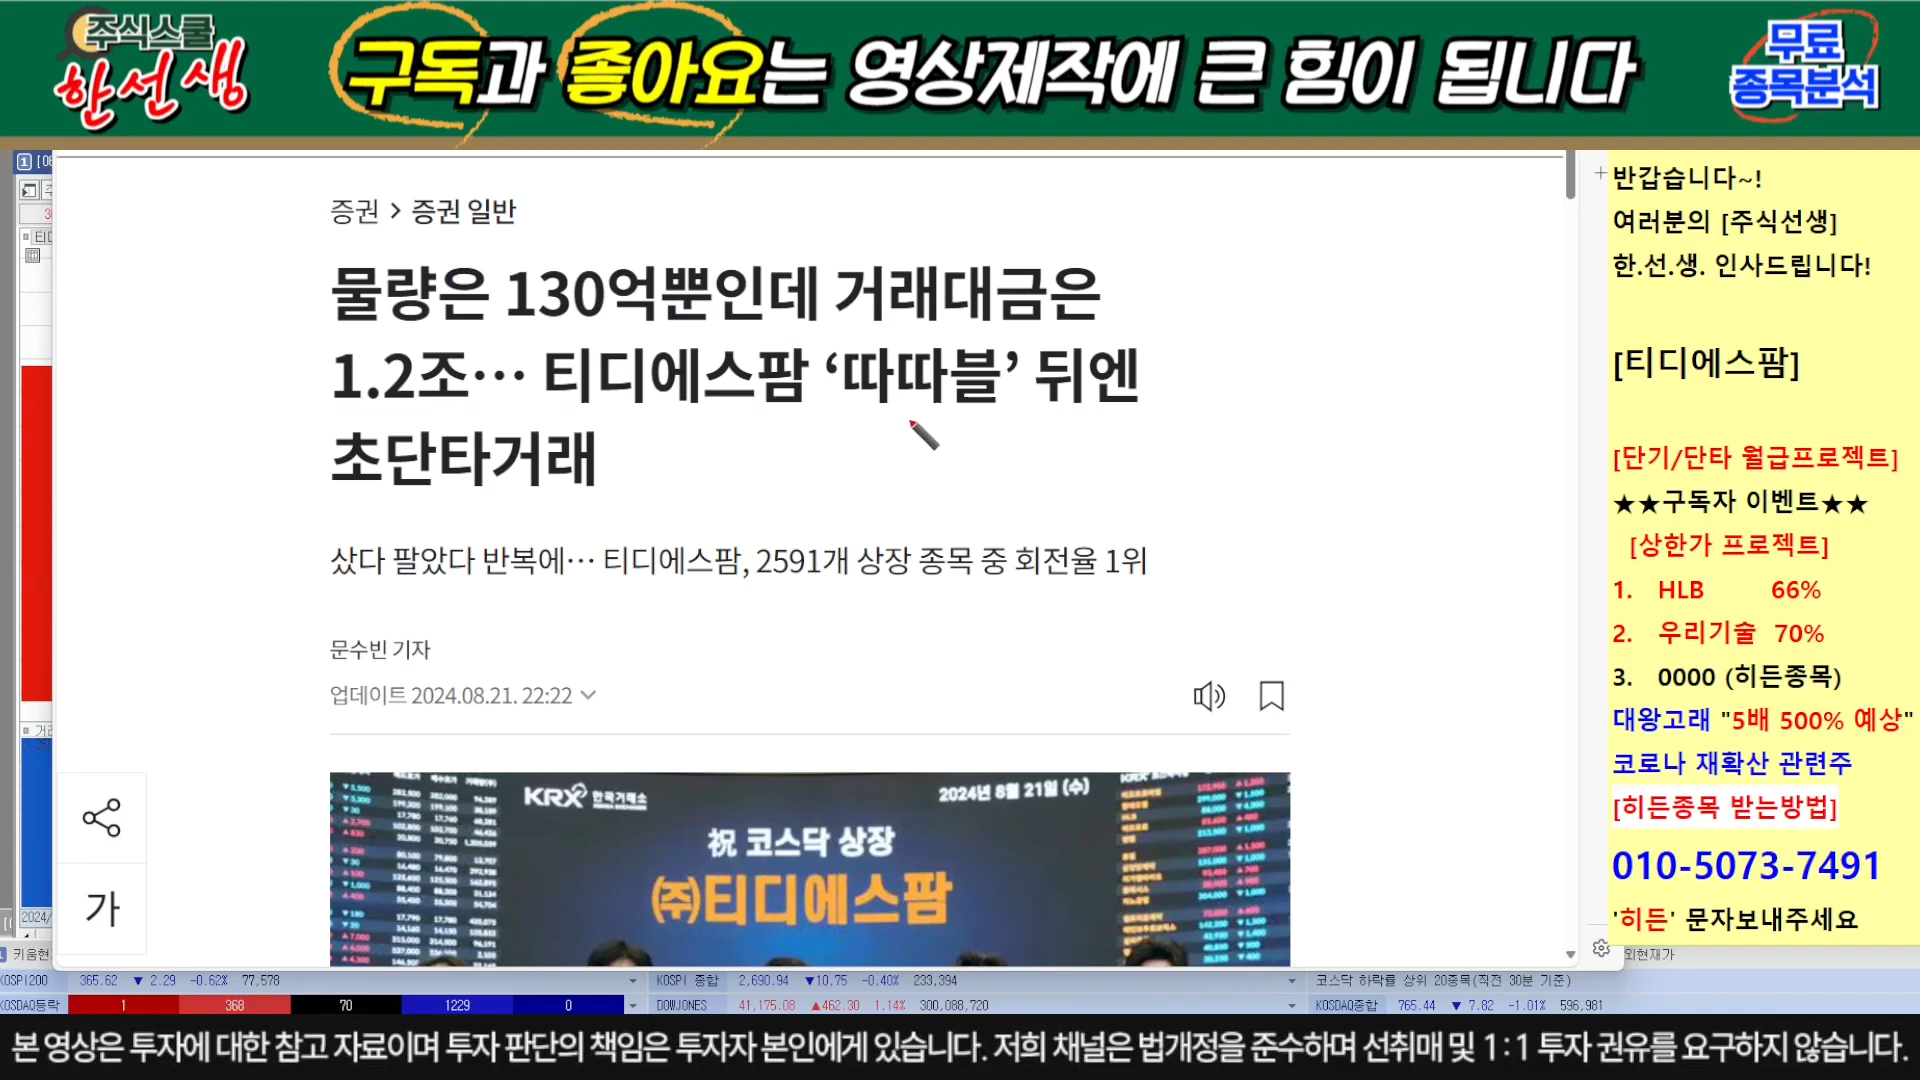 주식스쿨
한선생
구독과 좋아요는 영상제작에 큰 힘이 됩니다
무료
종목분석
증권 > 증권 일반
물량은 130억뿐인데 거래대금은
1.2조… 티디에스팜 ‘따따블’ 뒤엔
초단타거래
샀다 팔았다 반복에… 티디에스팜, 2591개 상장 종목 중 회전율 1위
문수빈 기자
업데이트 2024.08.21. 22:22
KRX 한국거래소
2024년 8월 21일 (수)
祝 코스닥 상장
㈜티디에스팜
가
반갑습니다~!
여러분의 [주식선생]
한.선.생. 인사드립니다!
[티디에스팜]
[단기/단타 월급프로젝트]
★★구독자 이벤트★★
[상한가 프로젝트]
1. HLB 66%
2. 우리기술 70%
3. 0000 (히든종목)
대왕고래 "5배 500% 예상"
코로나 재확산 관련주
[히든종목 받는방법]
010-5073-7491
'히든' 문자보내주세요
외현재가
키움현
KOSPI200 365.62 ▼ 2.29 -0.62% 77,578
KOSPI 종합 2,690.94 ▼10.75 -0.40% 233,394
코스닥 하락률 상위 20종목(직전 30분 기준)
KOSDAQ등락 1 368 70 1229 0
DOWJONES 41,175.08 ▲462.30 1.14% 300,088,720
KOSDAQ종합 765.44 ▼ 7.82 -1.01% 596,981
본 영상은 투자에 대한 참고 자료이며 투자 판단의 책임은 투자자 본인에게 있습니다. 저희 채널은 법개정을 준수하며 선취매 및 1:1 투자 권유를 요구하지 않습니다.